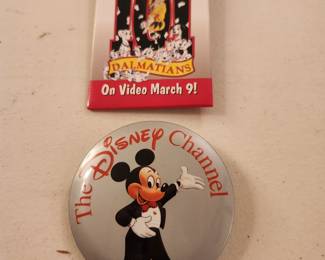 DALMATIANS
On Video March 9!
The Disney Channel